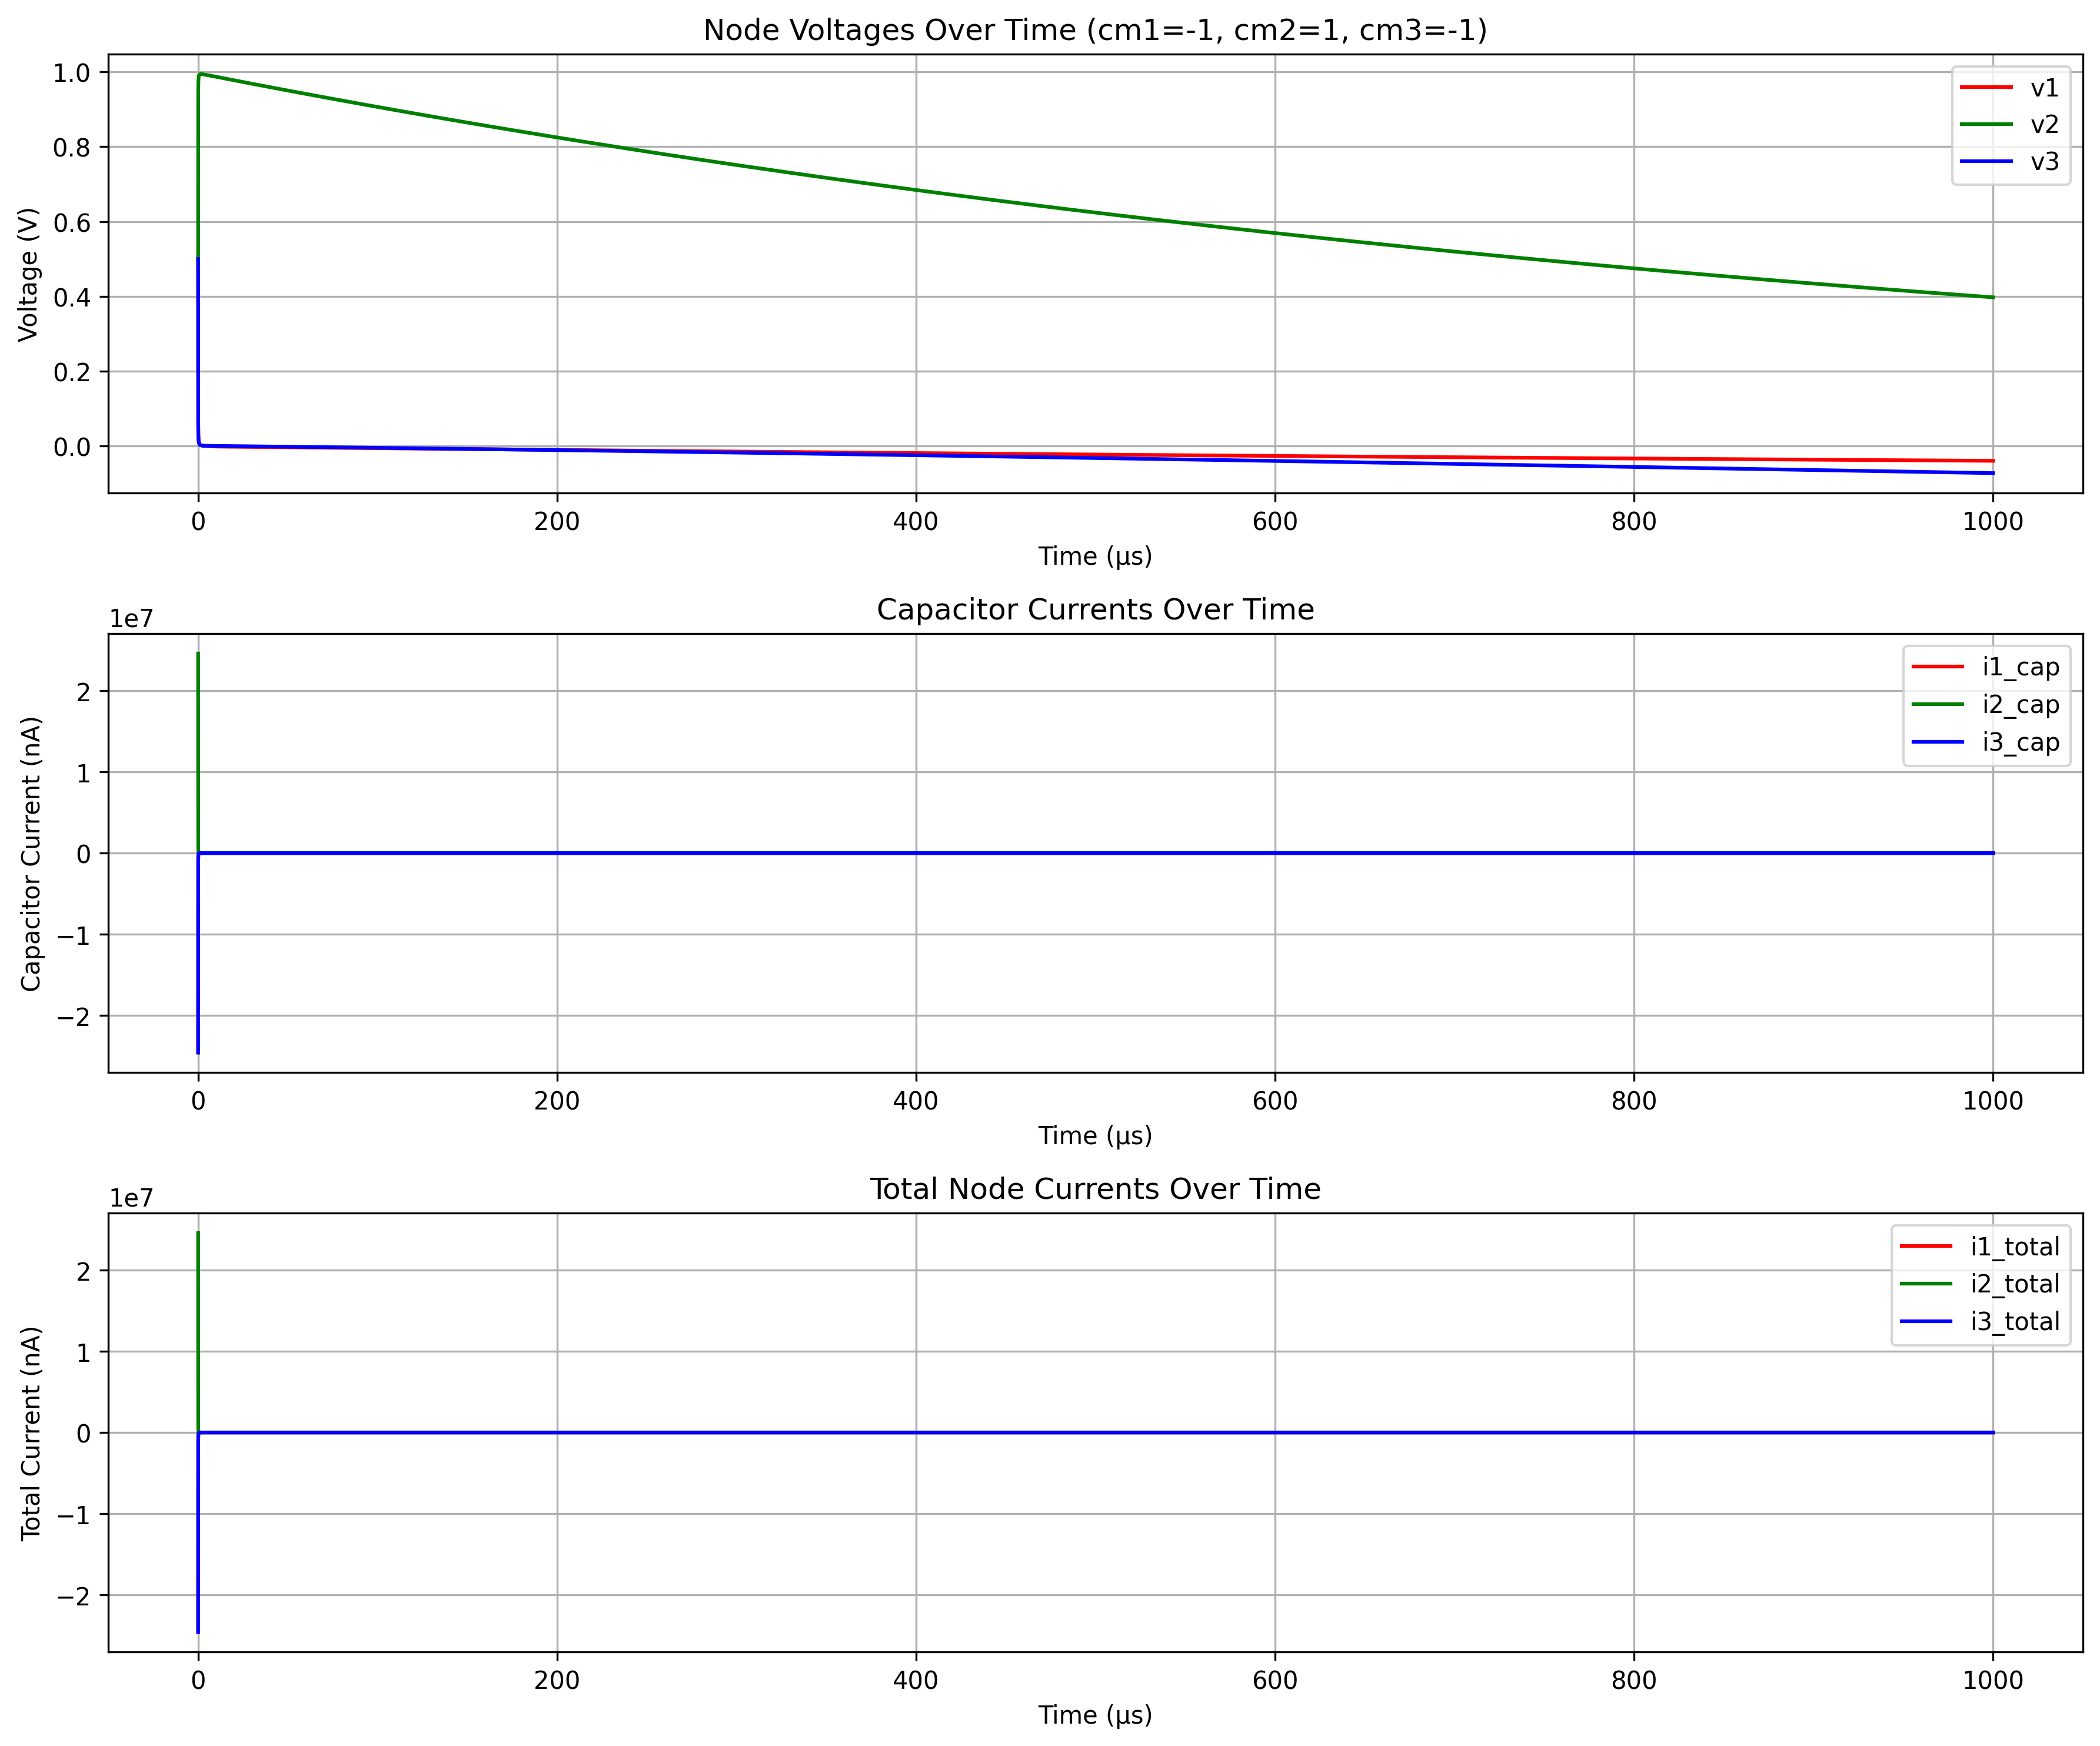 Node Voltages Over Time (cm1=-1, cm2=1, cm3=-1)
1.0
0.8
0.6
0.4
0.2
0.0
Voltage (V)
v1
v2
v3
0 200 400 600 800 1000
Time (µs)
Capacitor Currents Over Time
1e7
2
1
0
−1
−2
Capacitor Current (nA)
i1_cap
i2_cap
i3_cap
0 200 400 600 800 1000
Time (µs)
Total Node Currents Over Time
1e7
2
1
0
−1
−2
Total Current (nA)
i1_total
i2_total
i3_total
0 200 400 600 800 1000
Time (µs)